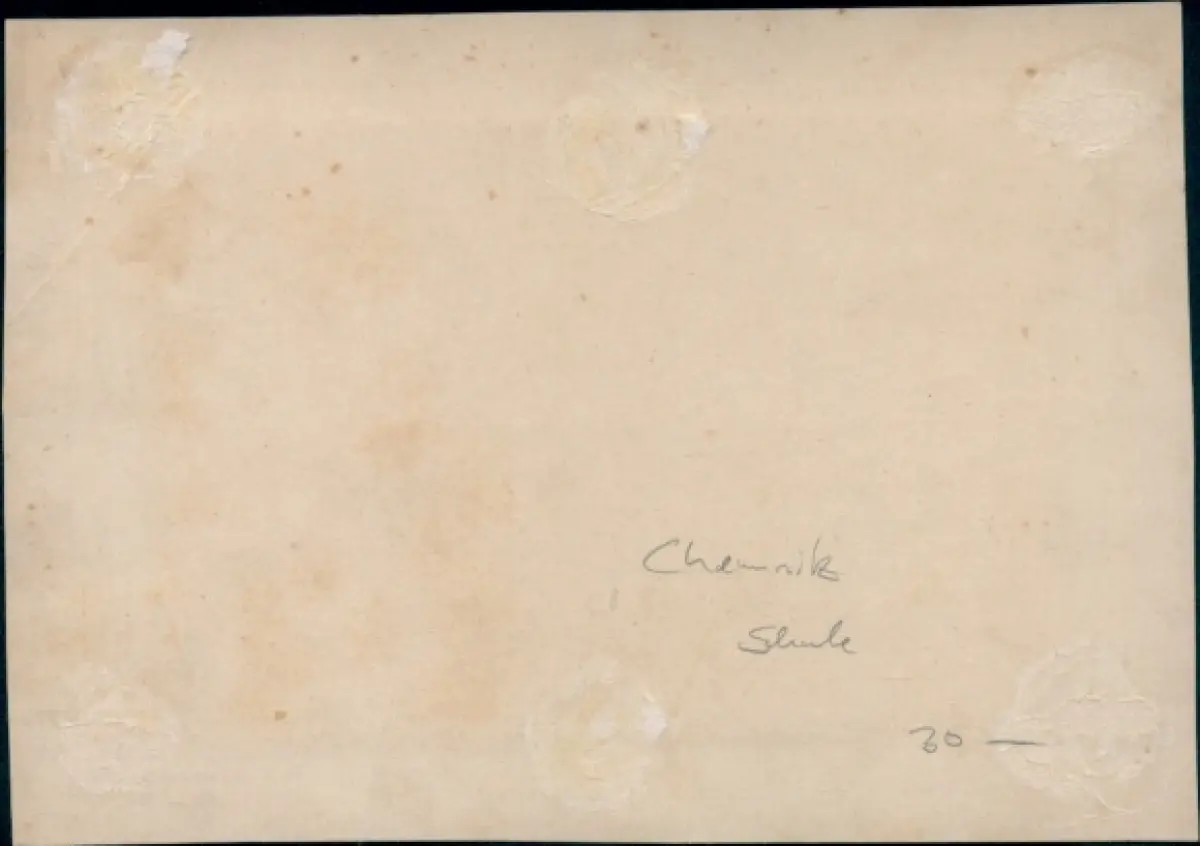 Chemnitz
Schule
30 —